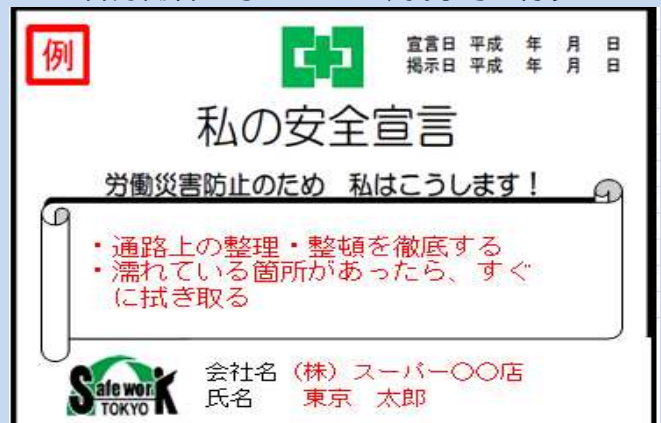 例
宣言日 平成 年 月 日
掲示日 平成 年 月 日
私の安全宣言
労働災害防止のため 私はこうします！
・通路上の整理・整頓を徹底する
・濡れている箇所があったら、すぐ
に拭き取る
Safe work
TOKYO
会社名 （株）スーパー〇〇店
氏名 東京 太郎